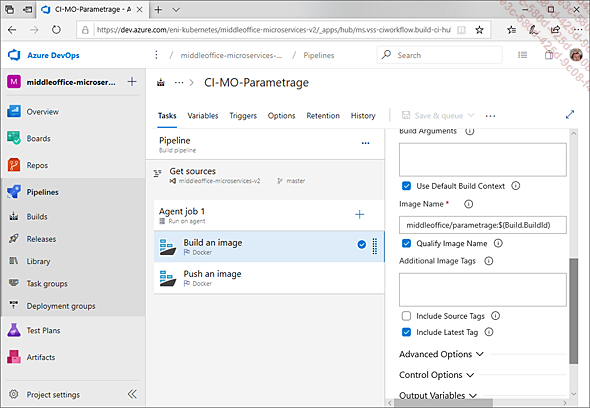 CI-MO-Parametrage - A
https://dev.azure.com/eni-kubernetes/middleoffice-microservices-v2/_apps/hub/ms.vss-ciworkflow.build-ci-hul
Azure DevOps
/ middleoffice-microservices-... / Pipelines
Search
M middleoffice-microser...
... > CI-MO-Parametrage
Overview
Boards
Repos
Pipelines
Builds
Releases
Library
Task groups
Deployment groups
Test Plans
Artifacts
Project settings
Tasks Variables Triggers Options Retention History Save & queue ...
Pipeline
Build pipeline
Get sources
middleoffice-microservices-v2 master
Agent job 1
Run on agent
Build an image
Docker
Push an image
Docker
Build Arguments
Use Default Build Context
Image Name *
middleoffice/parametrage:$(Build.BuildId)
Qualify Image Name
Additional Image Tags
Include Source Tags
Include Latest Tag
Advanced Options
Control Options
Output Variables